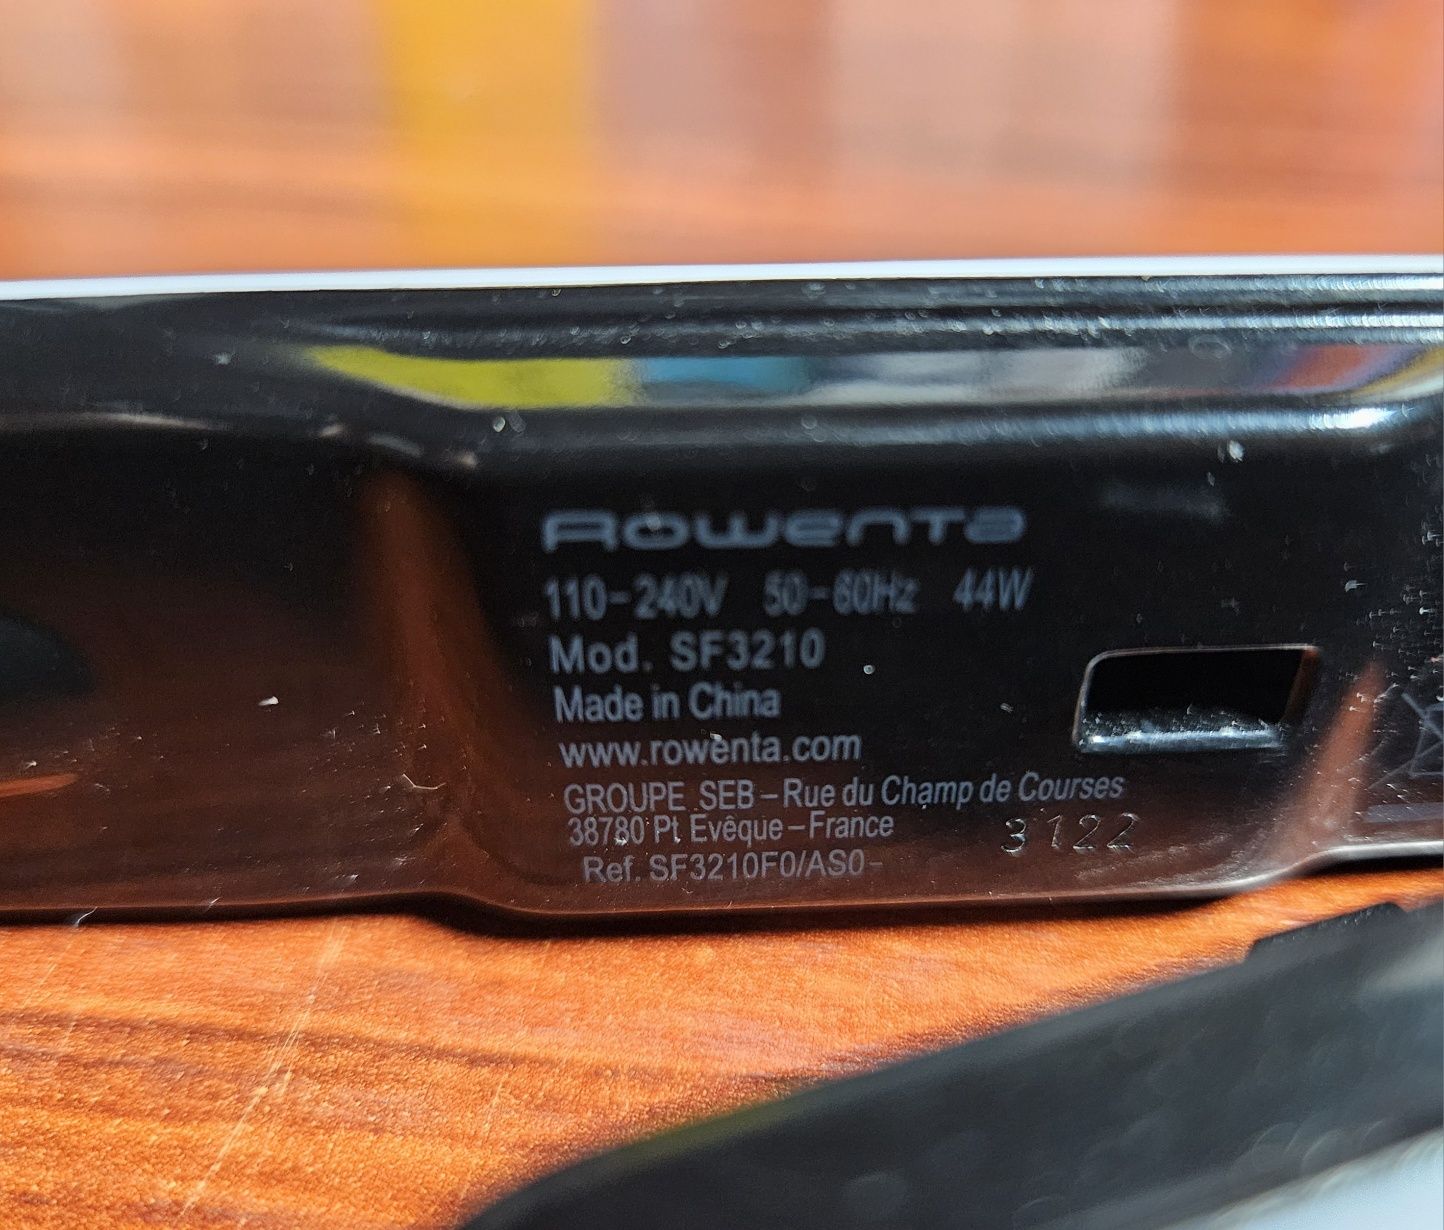 Rowenta
110-240V 50-60Hz 44W
Mod. SF3210
Made in China
www.rowenta.com
GROUPE SEB – Rue du Champ de Courses
38780 Pt Evêque – France
3122
Ref. SF3210F0/AS0-